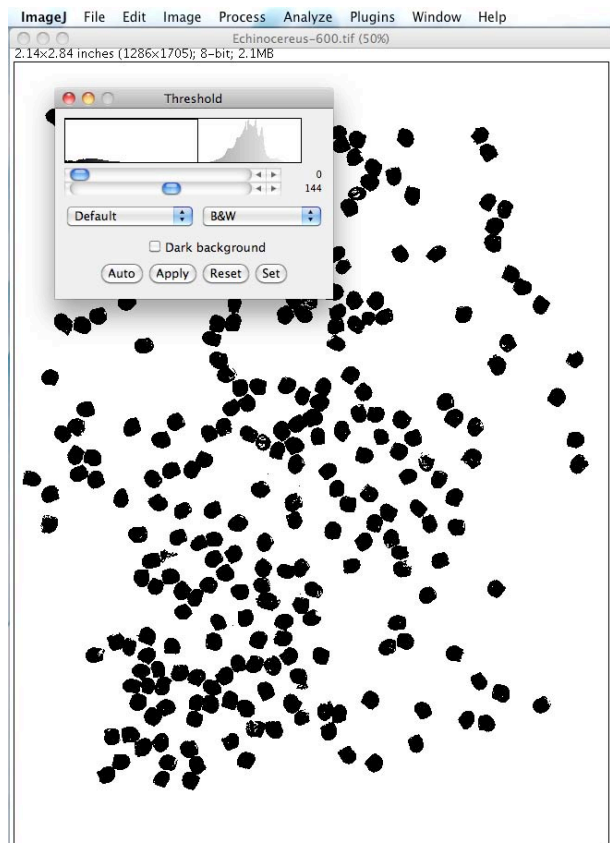 ImageJ File Edit Image Process Analyze Plugins Window Help
Echinocereus-600.tif (50%)
2.14x2.84 inches (1286x1705); 8-bit; 2.1MB
Threshold
0
144
Default B&W
Dark background
Auto Apply Reset Set